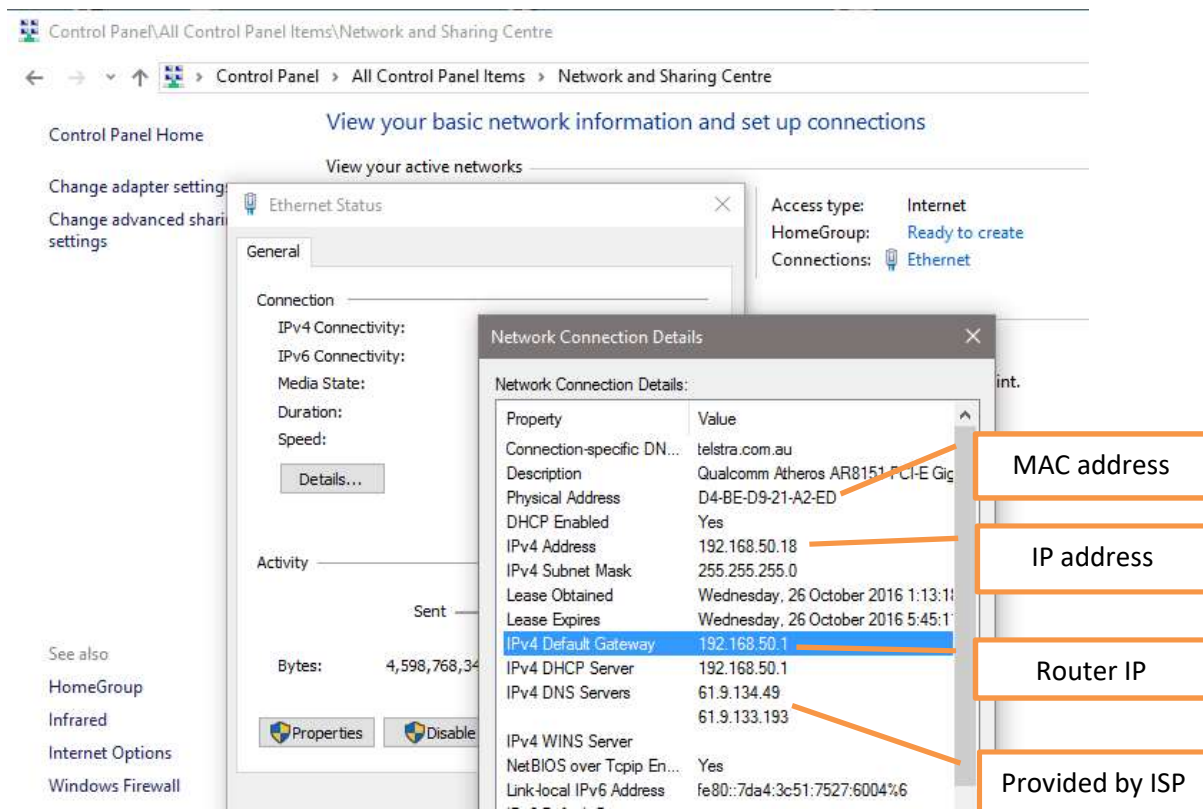 Control Panel\All Control Panel Items\Network and Sharing Centre
Control Panel > All Control Panel Items > Network and Sharing Centre
Control Panel Home
Change adapter settings
Change advanced shari
settings
See also
HomeGroup
Infrared
Internet Options
Windows Firewall
View your basic network information and set up connections
View your active networks
Access type: Internet
HomeGroup: Ready to create
Connections: Ethernet
int.
Ethernet Status
General
Connection
IPv4 Connectivity:
IPv6 Connectivity:
Media State:
Duration:
Speed:
Details...
Activity
Sent
Bytes: 4,598,768,34
Properties Disable
Network Connection Details
Network Connection Details:
Property Value
Connection-specific DN... telstra.com.au
Description Qualcomm Atheros AR8151 PCI-E Gig
Physical Address D4-BE-D9-21-A2-ED
DHCP Enabled Yes
IPv4 Address 192.168.50.18
IPv4 Subnet Mask 255.255.255.0
Lease Obtained Wednesday, 26 October 2016 1:13:18
Lease Expires Wednesday, 26 October 2016 5:45:1
IPv4 Default Gateway 192.168.50.1
IPv4 DHCP Server 192.168.50.1
IPv4 DNS Servers 61.9.134.49
61.9.133.193
IPv4 WINS Server
NetBIOS over Tcpip En... Yes
Link-local IPv6 Address fe80::7da4:3c51:7527:6004%6
MAC address
IP address
Router IP
Provided by ISP